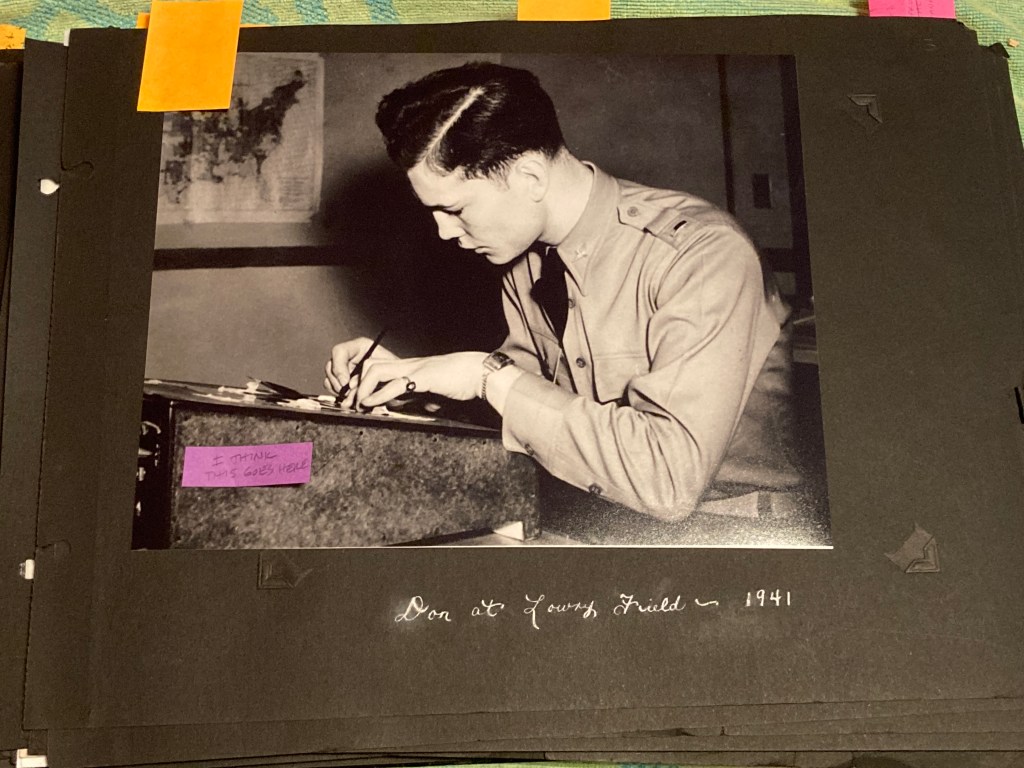 I THINK
THIS GOES HERE
Don at Lowry Field ~ 1941